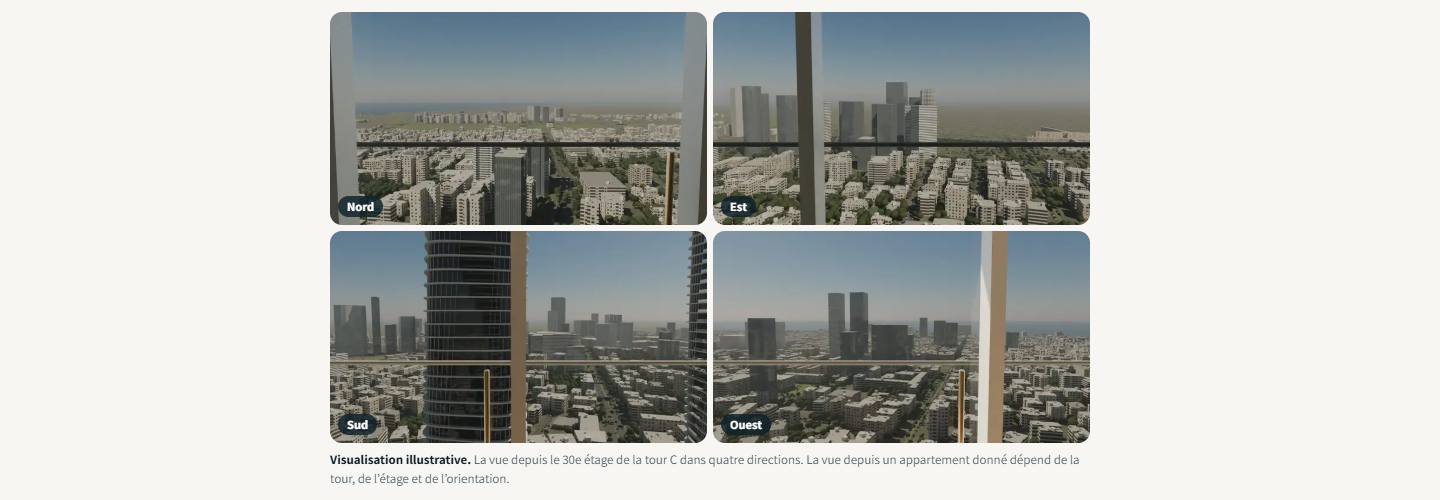 Nord
Est
Sud
Ouest
Visualisation illustrative. La vue depuis le 30e étage de la tour C dans quatre directions. La vue depuis un appartement donné dépend de la
tour, de l’étage et de l’orientation.